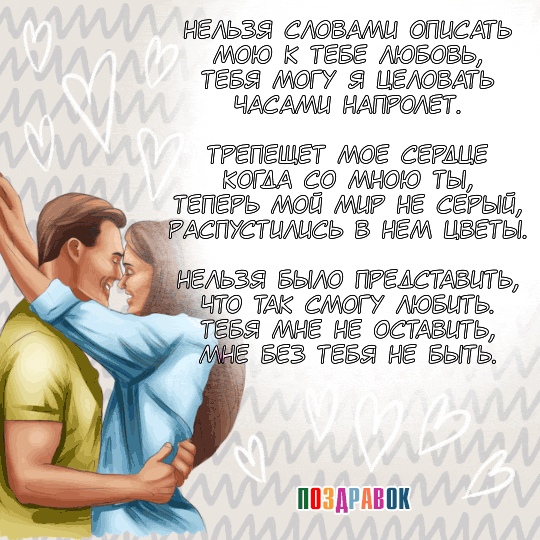 НЕЛЬЗЯ СЛОВАМИ ОПИСАТЬ
МОЮ К ТЕБЕ ЛЮБОВЬ,
ТЕБЯ МОГУ Я ЦЕЛОВАТЬ
ЧАСАМИ НАПРОЛЕТ.
ТРЕПЕЩЕТ МОЕ СЕРДЦЕ
КОГДА СО МНОЮ ТЫ,
ТЕПЕРЬ МОЙ МИР НЕ СЕРЫЙ,
РАСПУСТИЛИСЬ В НЕМ ЦВЕТЫ.
НЕЛЬЗЯ БЫЛО ПРЕДСТАВИТЬ,
ЧТО ТАК СМОГУ ЛЮБИТЬ.
ТЕБЯ МНЕ НЕ ОСТАВИТЬ,
МНЕ БЕЗ ТЕБЯ НЕ БЫТЬ.
ПОЗДРАВОК